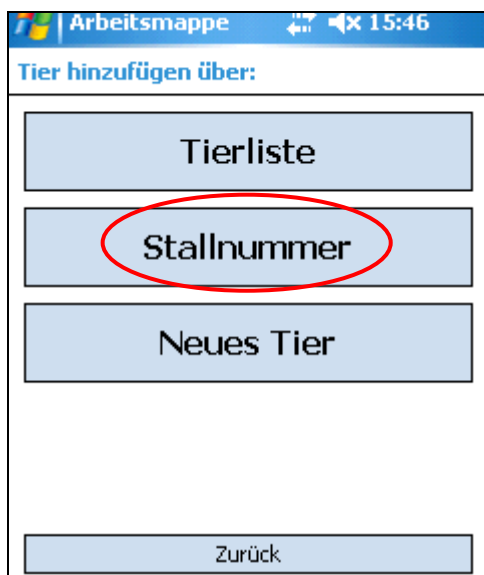 Arbeitsmappe 15:46
Tier hinzufügen über:
Tierliste
Stallnummer
Neues Tier
Zurück